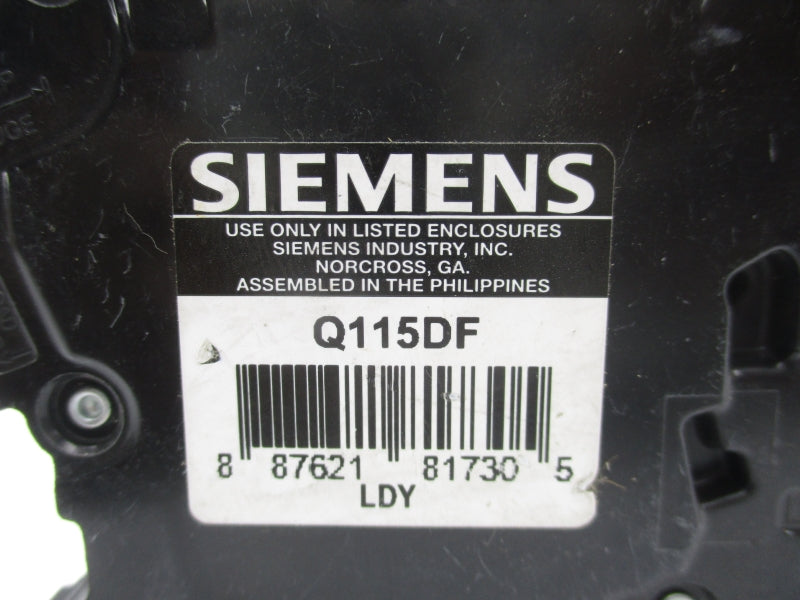 SIEMENS
USE ONLY IN LISTED ENCLOSURES
SIEMENS INDUSTRY, INC.
NORCROSS, GA.
ASSEMBLED IN THE PHILIPPINES
Q115DF
8 87621 81730 5
LDY